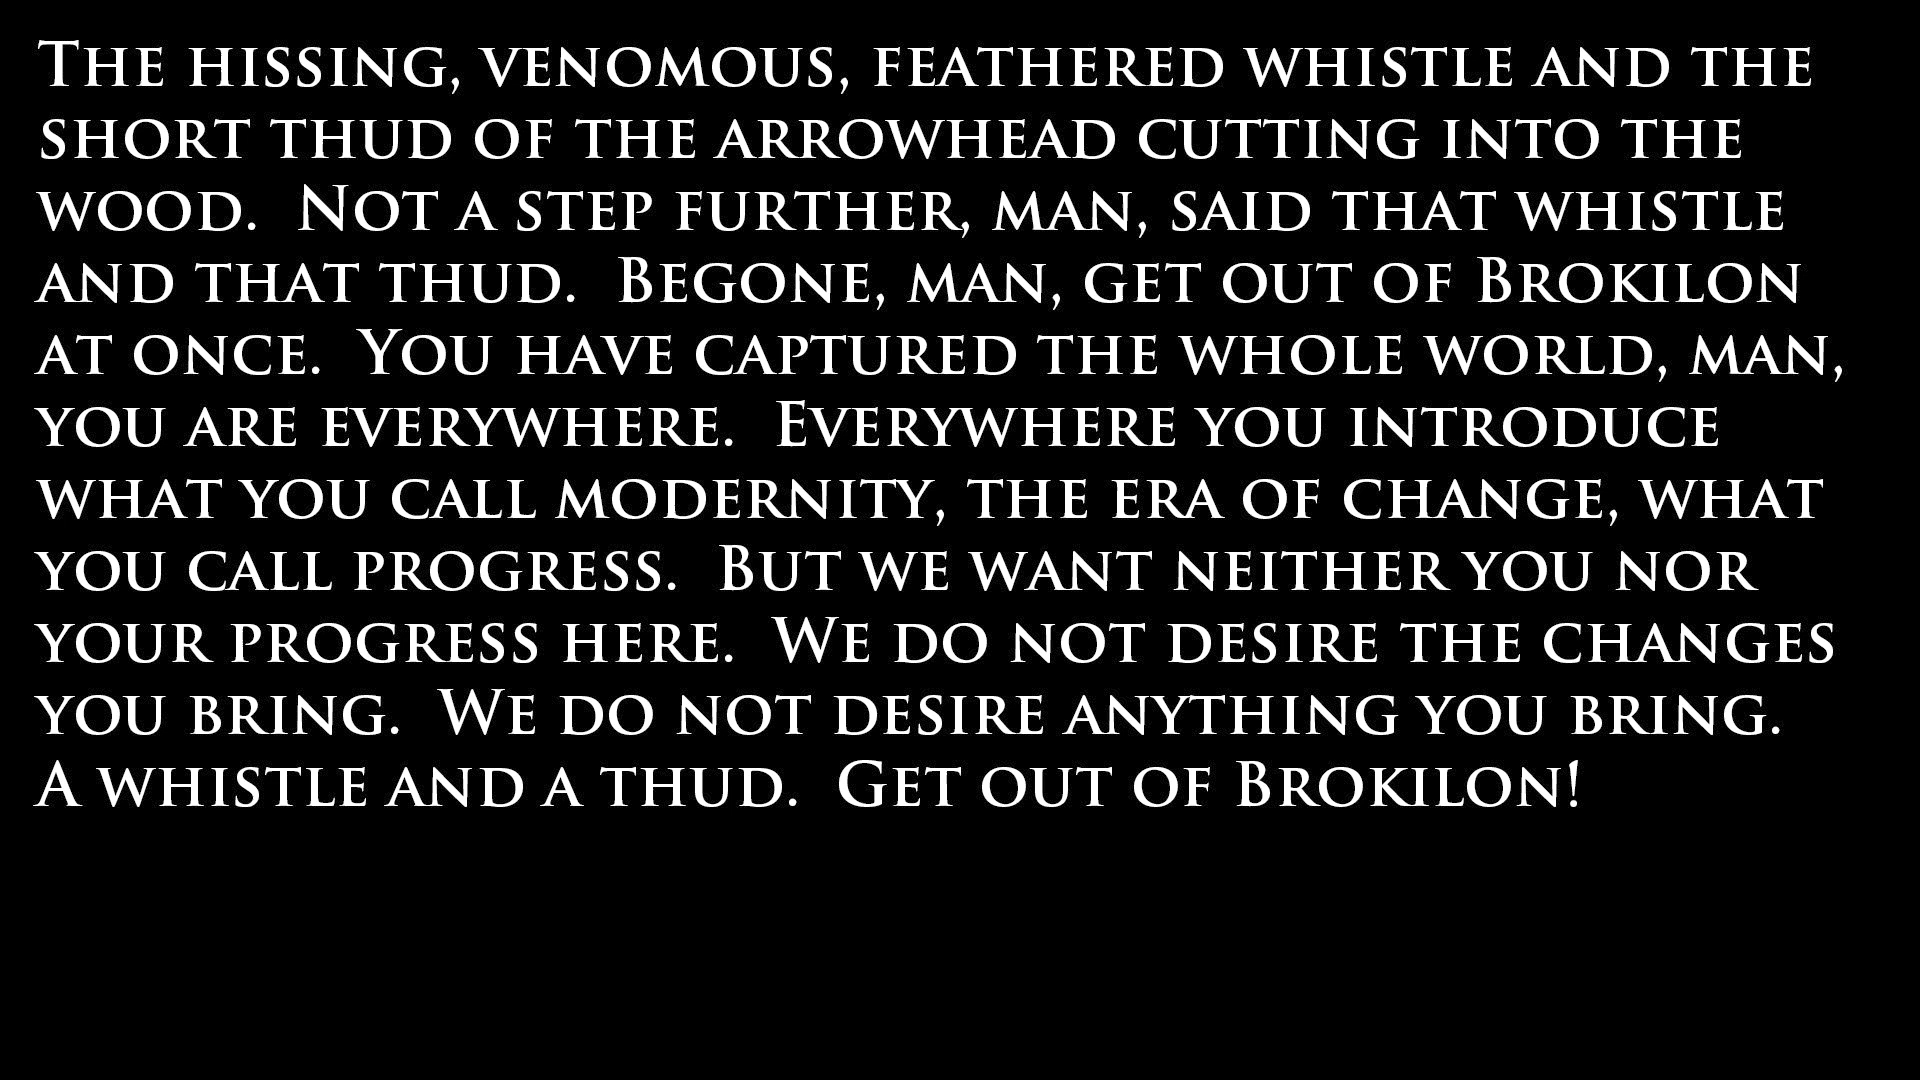 The hissing, venomous, feathered whistle and the
short thud of the arrowhead cutting into the
wood.  Not a step further, man, said that whistle
and that thud.  Begone, man, get out of Brokilon
at once.  You have captured the whole world, man,
you are everywhere.  Everywhere you introduce
what you call modernity, the era of change, what
you call progress.  But we want neither you nor
your progress here.  We do not desire the changes
you bring.  We do not desire anything you bring.
A whistle and a thud.  Get out of Brokilon!